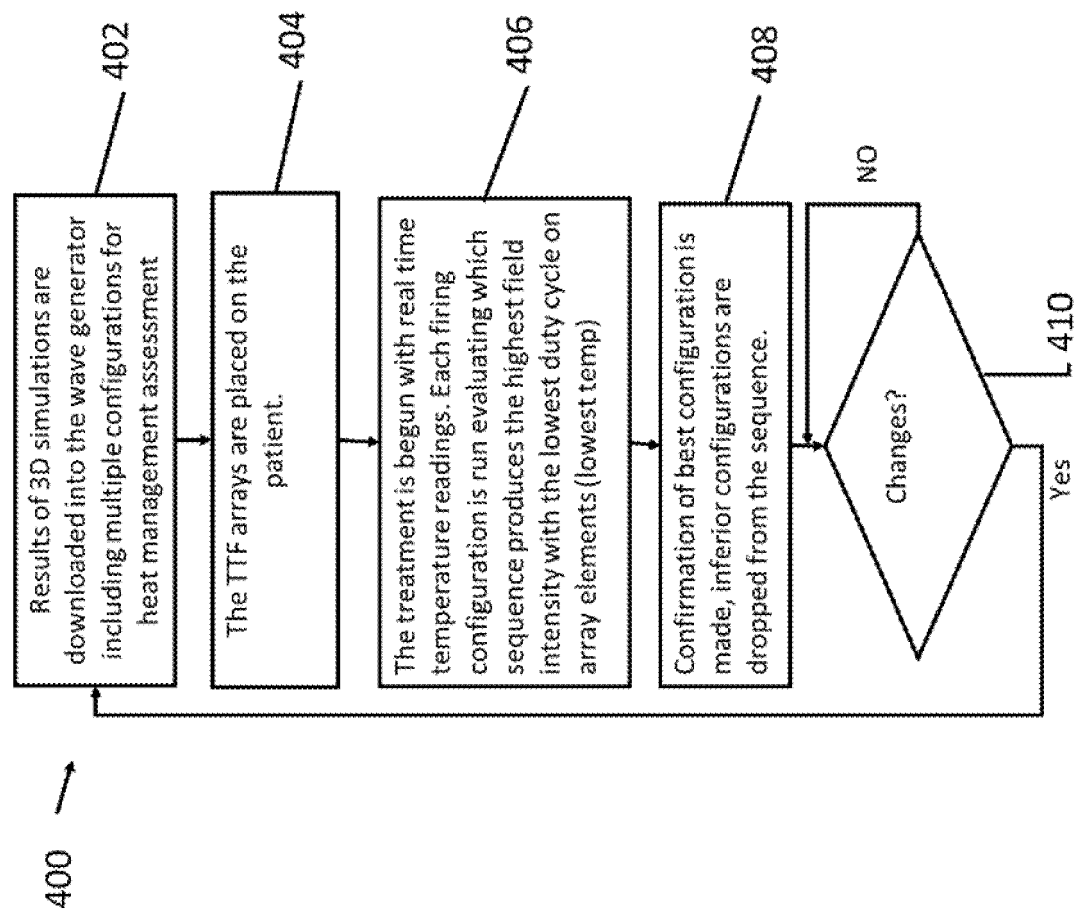 400
Results of 3D simulations are
downloaded into the wave generator
including multiple configurations for
heat management assessment
402
The TTF arrays are placed on the
patient.
404
The treatment is begun with real time
temperature readings. Each firing
configuration is run evaluating which
sequence produces the highest field
intensity with the lowest duty cycle on
array elements (lowest temp)
406
Confirmation of best configuration is
made, inferior configurations are
dropped from the sequence.
408
Changes?
NO
Yes
410